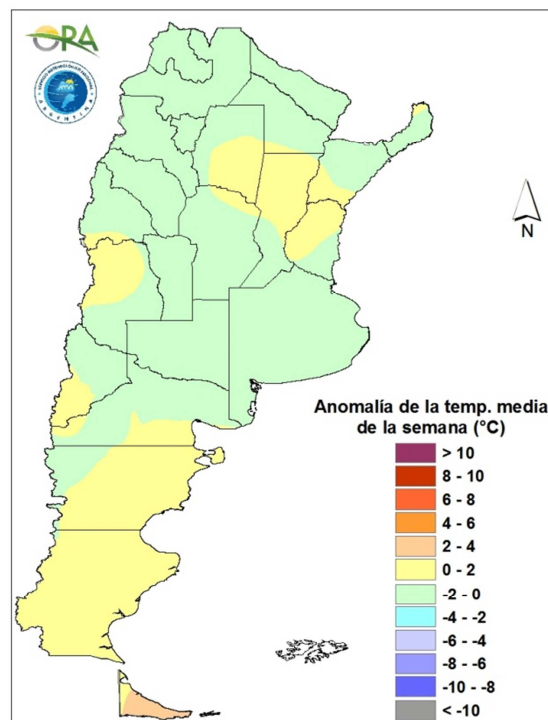 ORA
N
Anomalía de la temp. media
de la semana (°C)
> 10
8 - 10
6 - 8
4 - 6
2 - 4
0 - 2
-2 - 0
-4 - -2
-6 - -4
-8 - -6
-10 - -8
< -10